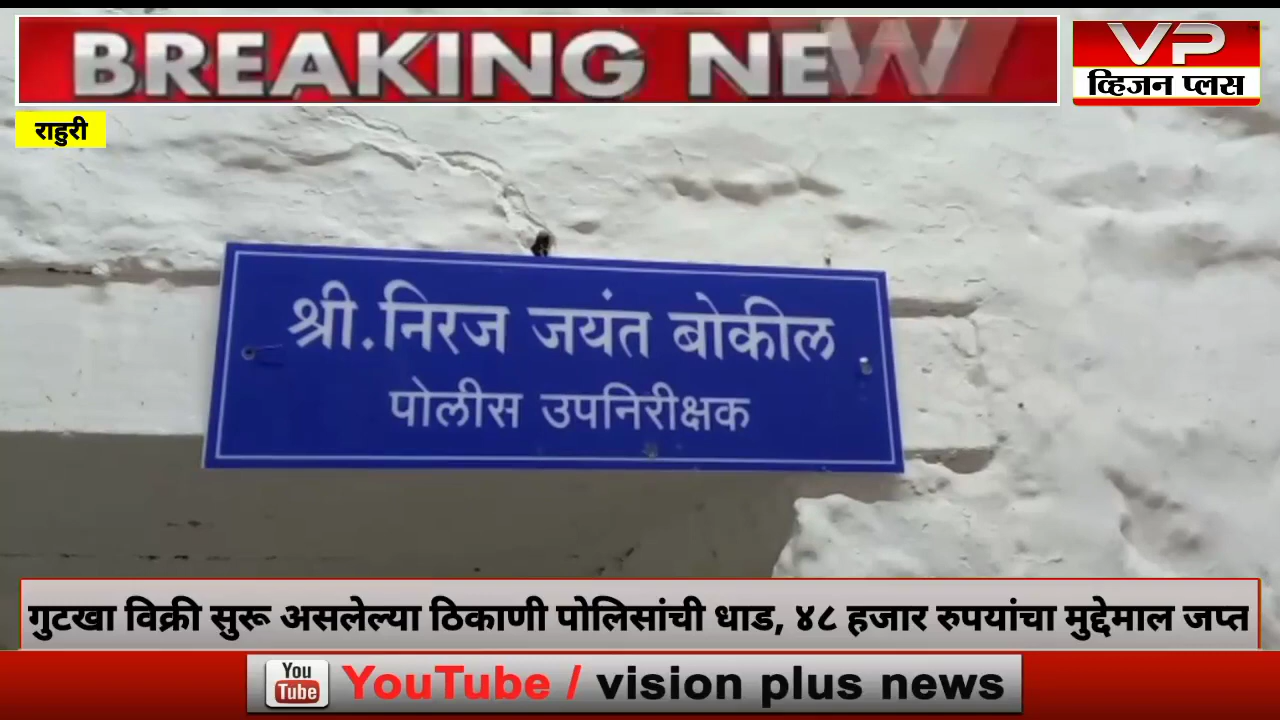 BREAKING NEW
VP
व्हिजन प्लस
राहुरी
श्री.निरज जयंत बोकील
पोलीस उपनिरीक्षक
गुटखा विक्री सुरू असलेल्या ठिकाणी पोलिसांची धाड, ४८ हजार रुपयांचा मुद्देमाल जप्त
You
Tube
YouTube / vision plus news